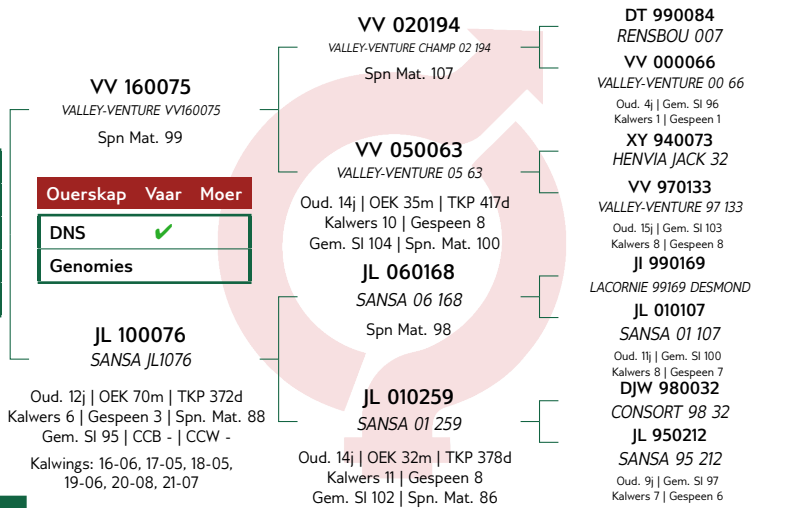 VV 160075
VALLEY-VENTURE VV160075
Spn Mat. 99
Ouerskap Vaar Moer
DNS ✔
Genomies
JL 100076
SANSA JL1076
Oud. 12j | OEK 70m | TKP 372d
Kalwers 6 | Gespeen 3 | Spn. Mat. 88
Gem. SI 95 | CCB - | CCW -
Kalwings: 16-06, 17-05, 18-05,
19-06, 20-08, 21-07
VV 020194
VALLEY-VENTURE CHAMP 02 194
Spn Mat. 107
VV 050063
VALLEY-VENTURE 05 63
Oud. 14j | OEK 35m | TKP 417d
Kalwers 10 | Gespeen 8
Gem. SI 104 | Spn. Mat. 100
JL 060168
SANSA 06 168
Spn Mat. 98
JL 010259
SANSA 01 259
Oud. 14j | OEK 32m | TKP 378d
Kalwers 11 | Gespeen 8
Gem. SI 102 | Spn. Mat. 86
DT 990084
RENSBOU 007
VV 000066
VALLEY-VENTURE 00 66
Oud. 4j | Gem. SI 96
Kalwers 1 | Gespeen 1
XY 940073
HENVIA JACK 32
VV 970133
VALLEY-VENTURE 97 133
Oud. 15j | Gem. SI 103
Kalwers 8 | Gespeen 8
JI 990169
LACORNIE 99169 DESMOND
JL 010107
SANSA 01 107
Oud. 11j | Gem. SI 100
Kalwers 8 | Gespeen 7
DJW 980032
CONSORT 98 32
JL 950212
SANSA 95 212
Oud. 9j | Gem. SI 97
Kalwers 7 | Gespeen 6